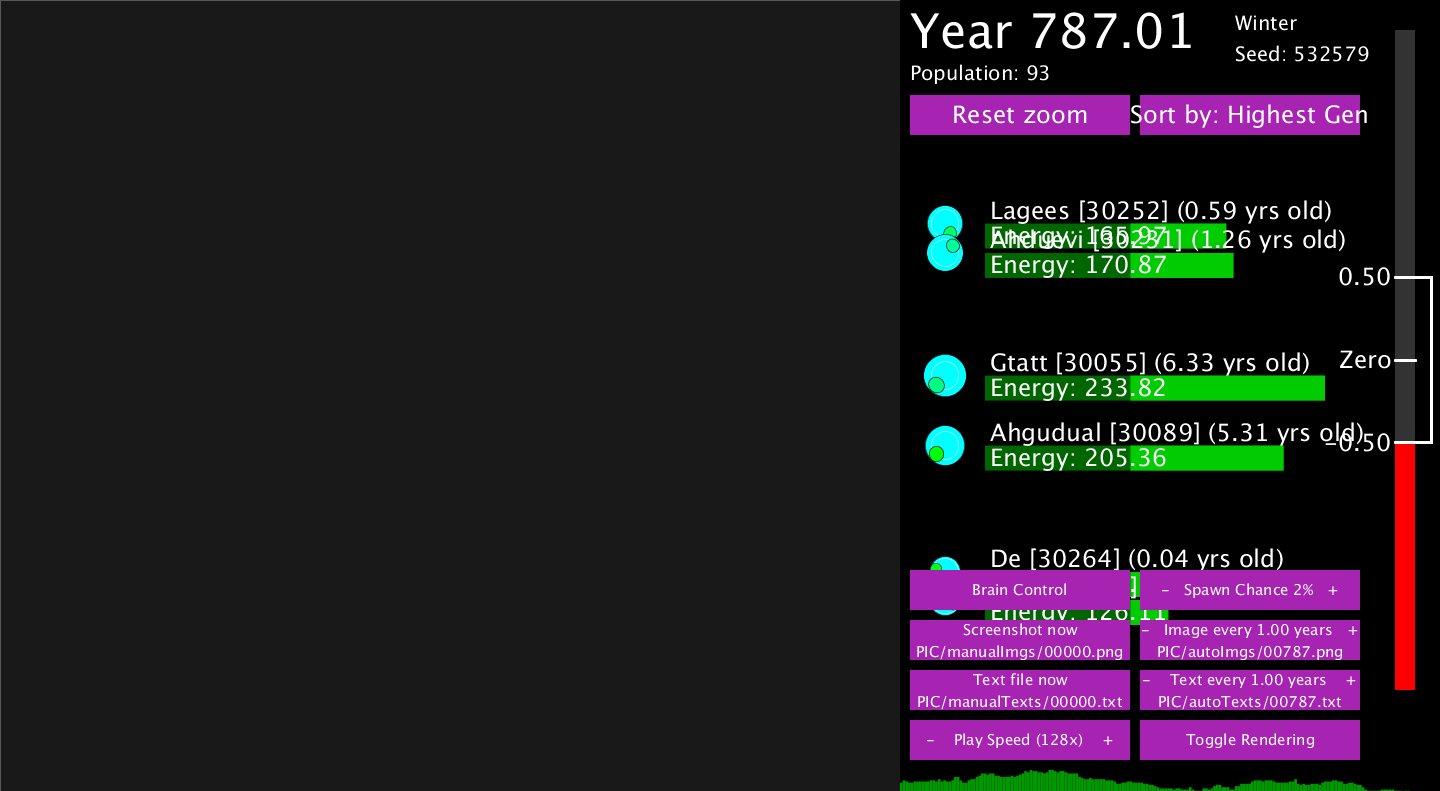 Year 787.01
Winter
Seed: 532579
Population: 93
Reset zoom
Sort by: Highest Gen
Lagees [30252] (0.59 yrs old)
Energy: 165.97
Anduevi [30231] (1.26 yrs old)
Energy: 170.87
0.50
Zero
Gtatt [30055] (6.33 yrs old)
Energy: 233.82
Ahgudual [30089] (5.31 yrs old)
-0.50
Energy: 205.36
De [30264] (0.04 yrs old)
Energy: 126.11
Brain Control
- Spawn Chance 2% +
Screenshot now
PIC/manualImgs/00000.png
- Image every 1.00 years +
PIC/autoImgs/00787.png
Text file now
PIC/manualTexts/00000.txt
- Text every 1.00 years +
PIC/autoTexts/00787.txt
- Play Speed (128x) +
Toggle Rendering